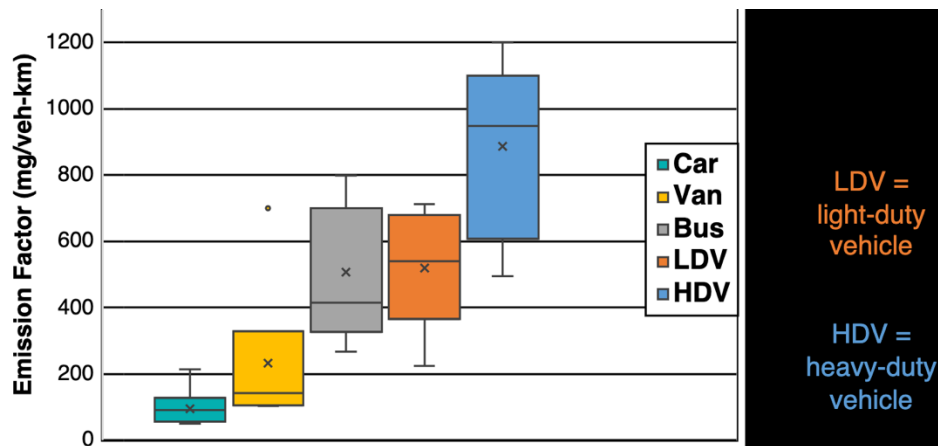 Emission Factor (mg/veh-km)
1200
1000
800
600
400
200
0
Car
Van
Bus
LDV
HDV
LDV =
light-duty
vehicle
HDV =
heavy-duty
vehicle